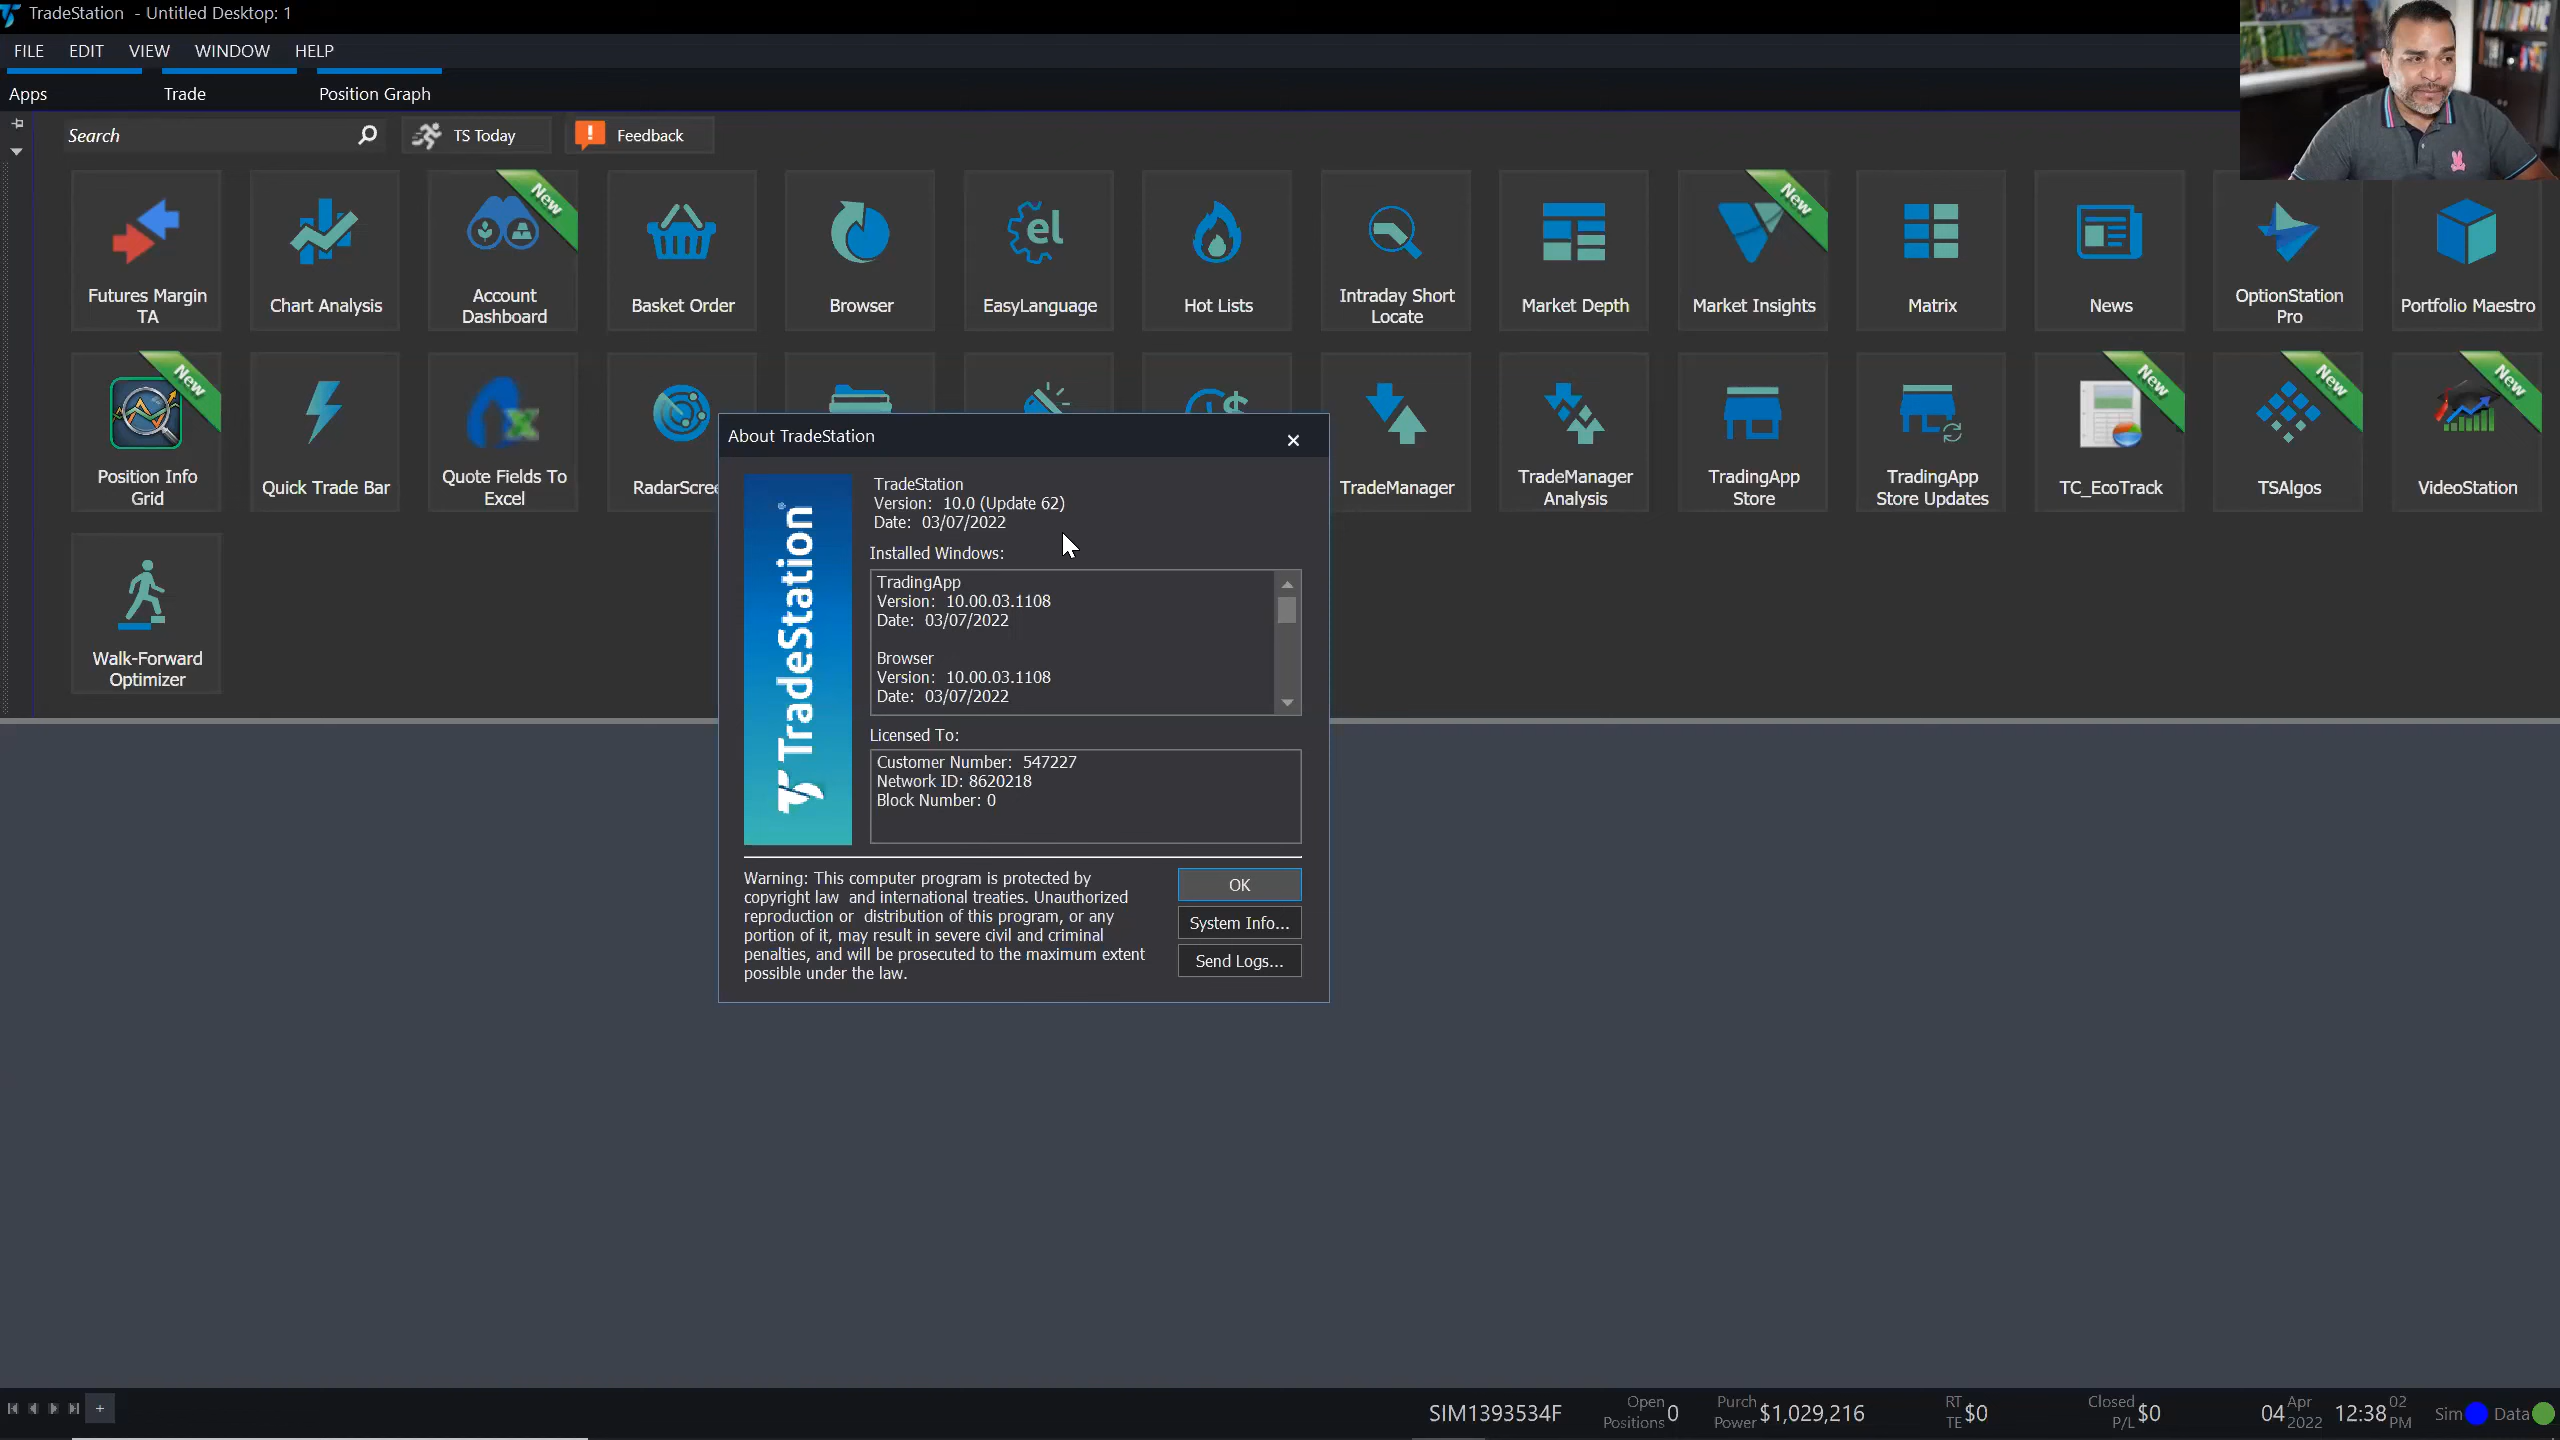 TradeStation - Untitled Desktop: 1
FILE EDIT VIEW WINDOW HELP
Apps Trade Position Graph
Search TS Today Feedback
Futures Margin TA
Chart Analysis
New
Account Dashboard
Basket Order
Browser
el
EasyLanguage
Hot Lists
Intraday Short Locate
Market Depth
New
Market Insights
Matrix
News
OptionStation Pro
Portfolio Maestro
New
Position Info Grid
Quick Trade Bar
Quote Fields To Excel
RadarScree
TradeManager
TradeManager Analysis
TradingApp Store
TradingApp Store Updates
New
TC_EcoTrack
New
TSAlgos
New
VideoStation
Walk-Forward Optimizer
About TradeStation
TradeStation
TradeStation
Version: 10.0 (Update 62)
Date: 03/07/2022
Installed Windows:
TradingApp
Version: 10.00.03.1108
Date: 03/07/2022
Browser
Version: 10.00.03.1108
Date: 03/07/2022
Licensed To:
Customer Number: 547227
Network ID: 8620218
Block Number: 0
Warning: This computer program is protected by
copyright law and international treaties. Unauthorized
reproduction or distribution of this program, or any
portion of it, may result in severe civil and criminal
penalties, and will be prosecuted to the maximum extent
possible under the law.
OK
System Info...
Send Logs...
SIM1393534F Open Positions 0 Purch Power $1,029,216 RT TE $0 Closed P/L $0 04 Apr 2022 12:38 02 PM Sim Data